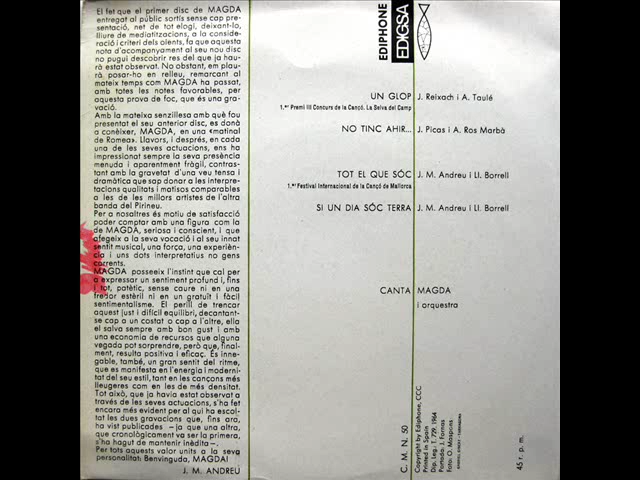 El fet que el primer disc de MAGDA
entregat al públic sortís sense cap pre-
sentació, net de tot elogi, deixant-lo,
lliure de mediatitzacions, a la conside-
ració i criteri dels oients, fa que aquesta
nota d'acompanyament al seu nou disc
no pugui descobrir res del que ja hau-
rà estat observat. No obstant, em plau-
rà posar-ho en relleu, remarcant al
mateix temps com MAGDA ha passat,
amb totes les notes favorables, per
aquesta prova de foc, que és una gra-
vació.
Amb la mateixa senzillesa amb què fou
presentat el seu anterior disc, es donà
a conèixer, MAGDA, en una «matinal
de Romea». Llavors, i després, en cada
una de les seves actuacions, ens ha
impressionat sempre la seva presència
menuda i aparentment fràgil, contras-
tant amb la gravetat d'una veu tensa i
dramàtica que sap donar a les interpre-
tacions qualitats i matisos comparables
a les de les millors artistes de l'altra
banda del Pirineu.
Per a nosaltres és motiu de satisfacció
poder comptar amb una figura com la
de MAGDA, seriosa i conscient, i que
afegeix a la seva vocació i al seu innat
sentit musical, una força, una experièn-
cia i uns dots interpretatius no gens
corrents.
MAGDA posseeix l'instint que cal per
a expressar un sentiment profund i, fins
i tot, patètic, sense caure ni en una
fredor estèril ni en un gratuït i fàcil
sentimentalisme. El perill de trencar
aquest just i difícil equilibri, decantant-
se cap a un costat o cap a l'altre, ella
el salva sempre amb bon gust i amb
una economia de recursos que alguna
vegada pot sorprendre, però que, final-
ment, resulta positiva i eficaç. És inne-
gable, també, un gran sentit del ritme,
que es manifesta en l'energia i moderni-
tat del seu estil, tant en les cançons més
lleugeres com en les de més densitat.
Tot això, que ja havia estat observat a
través de les seves actuacions, s'ha fet
encara més evident per al qui ha escol-
tat les dues gravacions que, fins ara,
ha vist publicades — ja que una altra,
que cronològicament va ser la primera,
s'ha hagut de mantenir inèdita —.
Per tots aquests valor units a la seva
personalitat: Benvinguda, MAGDA!
J. M. ANDREU
EDIPHONE
EDIGSA
UN GLOP J. Reixach i A. Taulé
1.er Premi III Concurs de la Cançó. La Selva del Camp
NO TINC AHIR... J. Picas i A. Ros Marbà
TOT EL QUE SÓC J. M. Andreu i Ll. Borrell
1.er Festival Internacional de la Cançó de Mallorca
SI UN DIA SÓC TERRA J. M. Andreu i Ll. Borrell
CANTA MAGDA
i orquestra
C. M. N. 50
Copyright by Ediphone, CCC
Printed in Spain
Dip. Leg. T. 729, 1964
Portada: J. Fornas
Foto: O. Maspons
45 r. p. m.